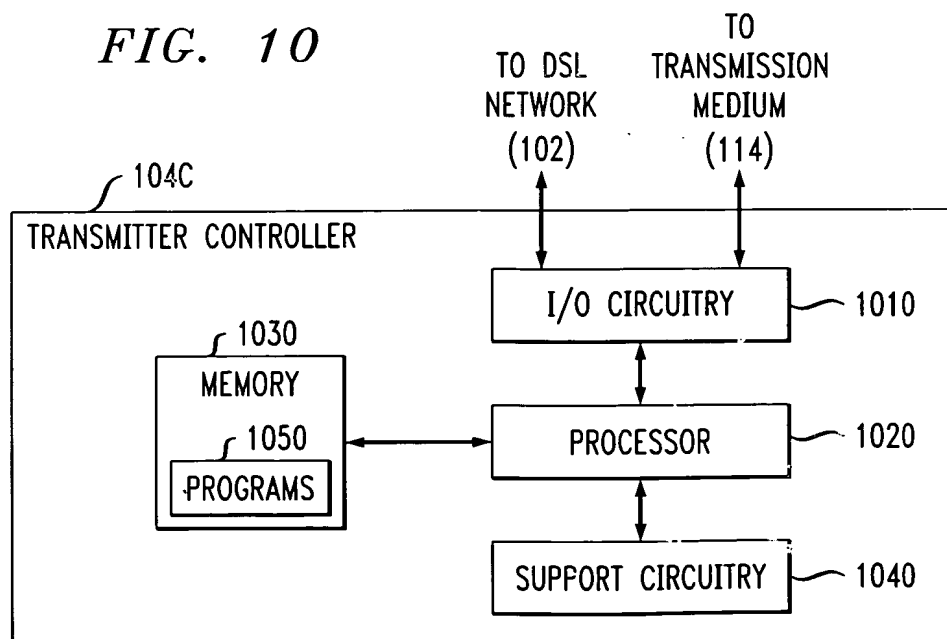 FIG. 10
TO DSL
NETWORK
(102)
TO
TRANSMISSION
MEDIUM
(114)
104C
TRANSMITTER CONTROLLER
I/O CIRCUITRY
1010
1030
MEMORY
1050
PROGRAMS
PROCESSOR
1020
SUPPORT CIRCUITRY
1040